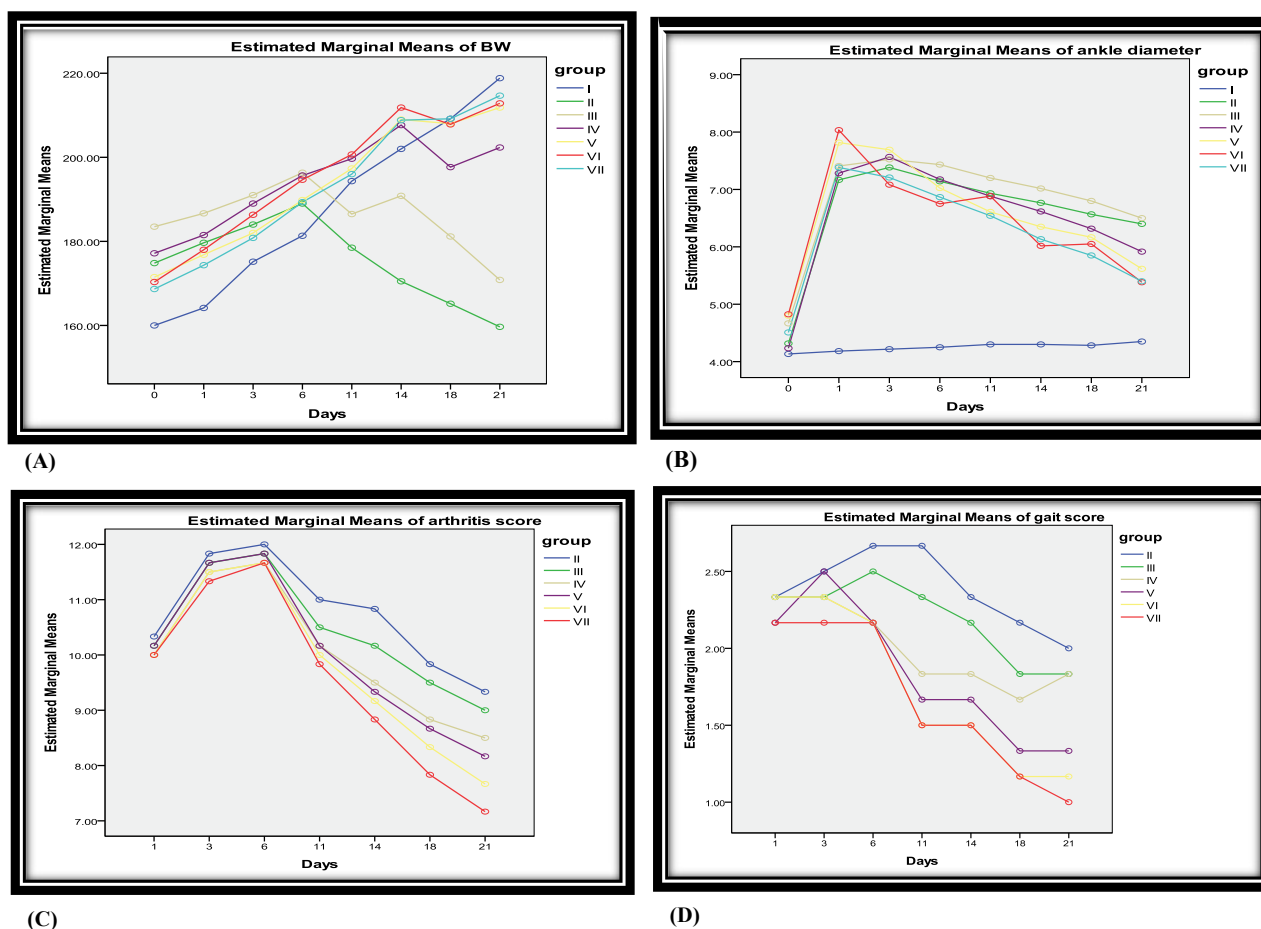 Estimated Marginal Means of BW
Estimated Marginal Means
220.00
200.00
180.00
160.00
0 1 3 6 11 14 18 21
Days
group
I
II
III
IV
V
VI
VII
(A)
Estimated Marginal Means of ankle diameter
Estimated Marginal Means
9.00
8.00
7.00
6.00
5.00
4.00
0 1 3 6 11 14 18 21
Days
group
I
II
III
IV
V
VI
VII
(B)
Estimated Marginal Means of arthritis score
Estimated Marginal Means
12.00
11.00
10.00
9.00
8.00
7.00
1 3 6 11 14 18 21
Days
group
II
III
IV
V
VI
VII
(C)
Estimated Marginal Means of gait score
Estimated Marginal Means
2.50
2.00
1.50
1.00
1 3 6 11 14 18 21
Days
group
II
III
IV
V
VI
VII
(D)